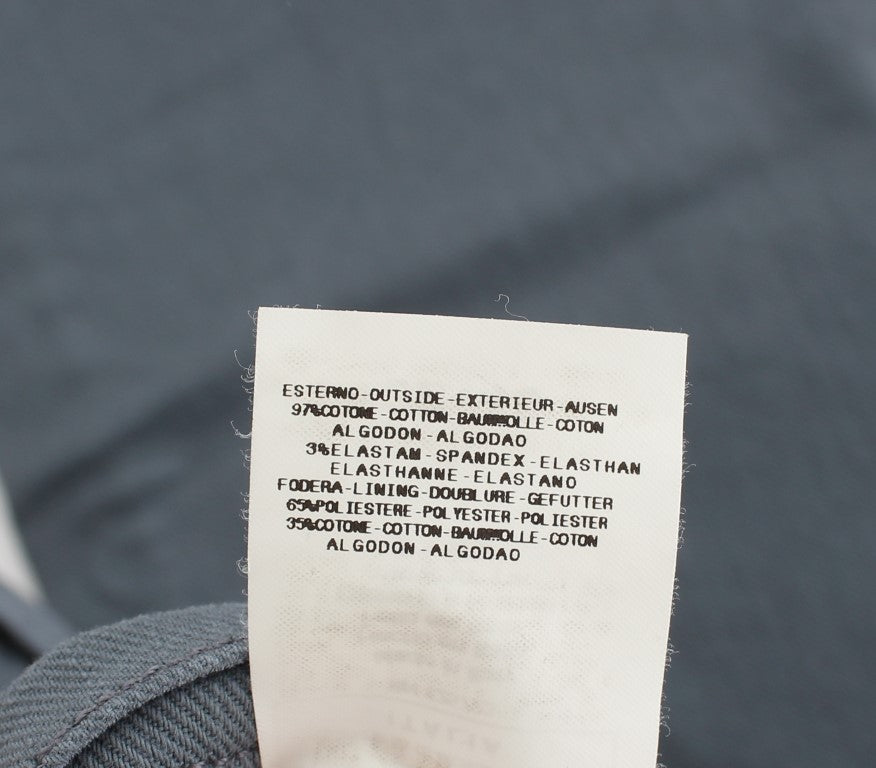 ESTERNO-OUTSIDE-EXTERIEUR-AUSEN
97%COTONE-COTTON-BAUMWOLLE-COTON
ALGODON-ALGODAO
3%ELASTAM-SPANDEX-ELASTHAN
ELASTHANNE-ELASTANO
FODERA-LINING-DOUBLURE-GEFUTTER
65%POLIESTERE-POLYESTER-POLIESTER
35%COTONE-COTTON-BAUMWOLLE-COTON
ALGODON-ALGODAO